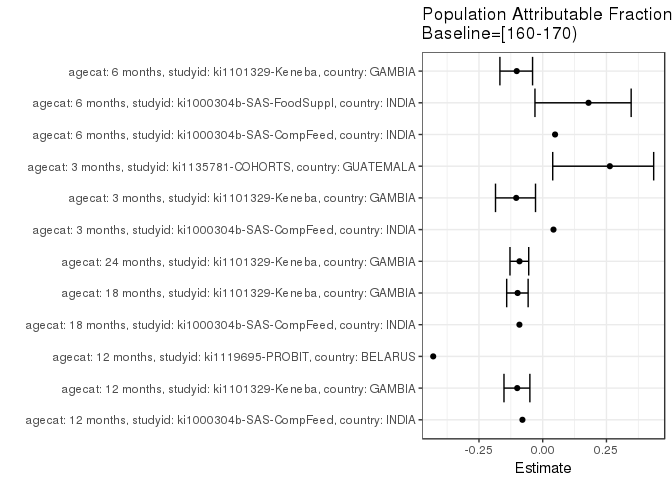 Population Attributable Fraction
Baseline=[160-170)
agecat: 6 months, studyid: ki1101329-Keneba, country: GAMBIA
agecat: 6 months, studyid: ki1000304b-SAS-FoodSuppl, country: INDIA
agecat: 6 months, studyid: ki1000304b-SAS-CompFeed, country: INDIA
agecat: 3 months, studyid: ki1135781-COHORTS, country: GUATEMALA
agecat: 3 months, studyid: ki1101329-Keneba, country: GAMBIA
agecat: 3 months, studyid: ki1000304b-SAS-CompFeed, country: INDIA
agecat: 24 months, studyid: ki1101329-Keneba, country: GAMBIA
agecat: 18 months, studyid: ki1101329-Keneba, country: GAMBIA
agecat: 18 months, studyid: ki1000304b-SAS-CompFeed, country: INDIA
agecat: 12 months, studyid: ki1119695-PROBIT, country: BELARUS
agecat: 12 months, studyid: ki1101329-Keneba, country: GAMBIA
agecat: 12 months, studyid: ki1000304b-SAS-CompFeed, country: INDIA
-0.25 0.00 0.25
Estimate